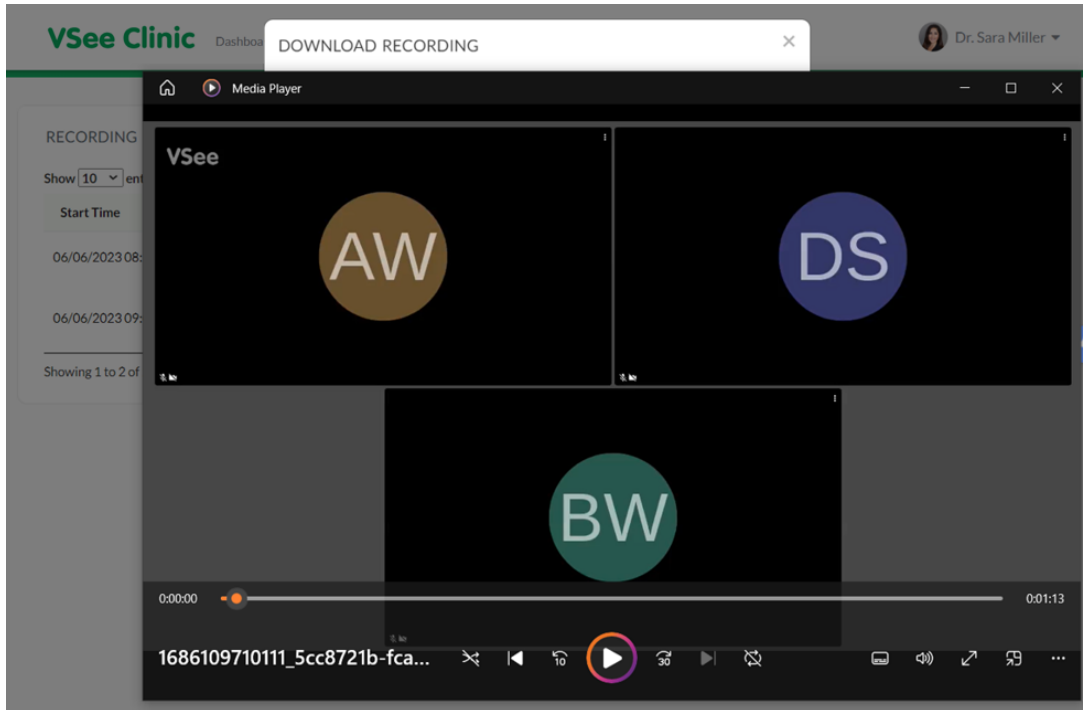 VSee Clinic Dashboa DOWNLOAD RECORDING × Dr. Sara Miller
Media Player
RECORDING
VSee
Show 10 ent
Start Time
AW DS
06/06/2023 08:
06/06/2023 09:
Showing 1 to 2 of
BW
0:00:00 0:01:13
1686109710111_5cc8721b-fca... 10 30